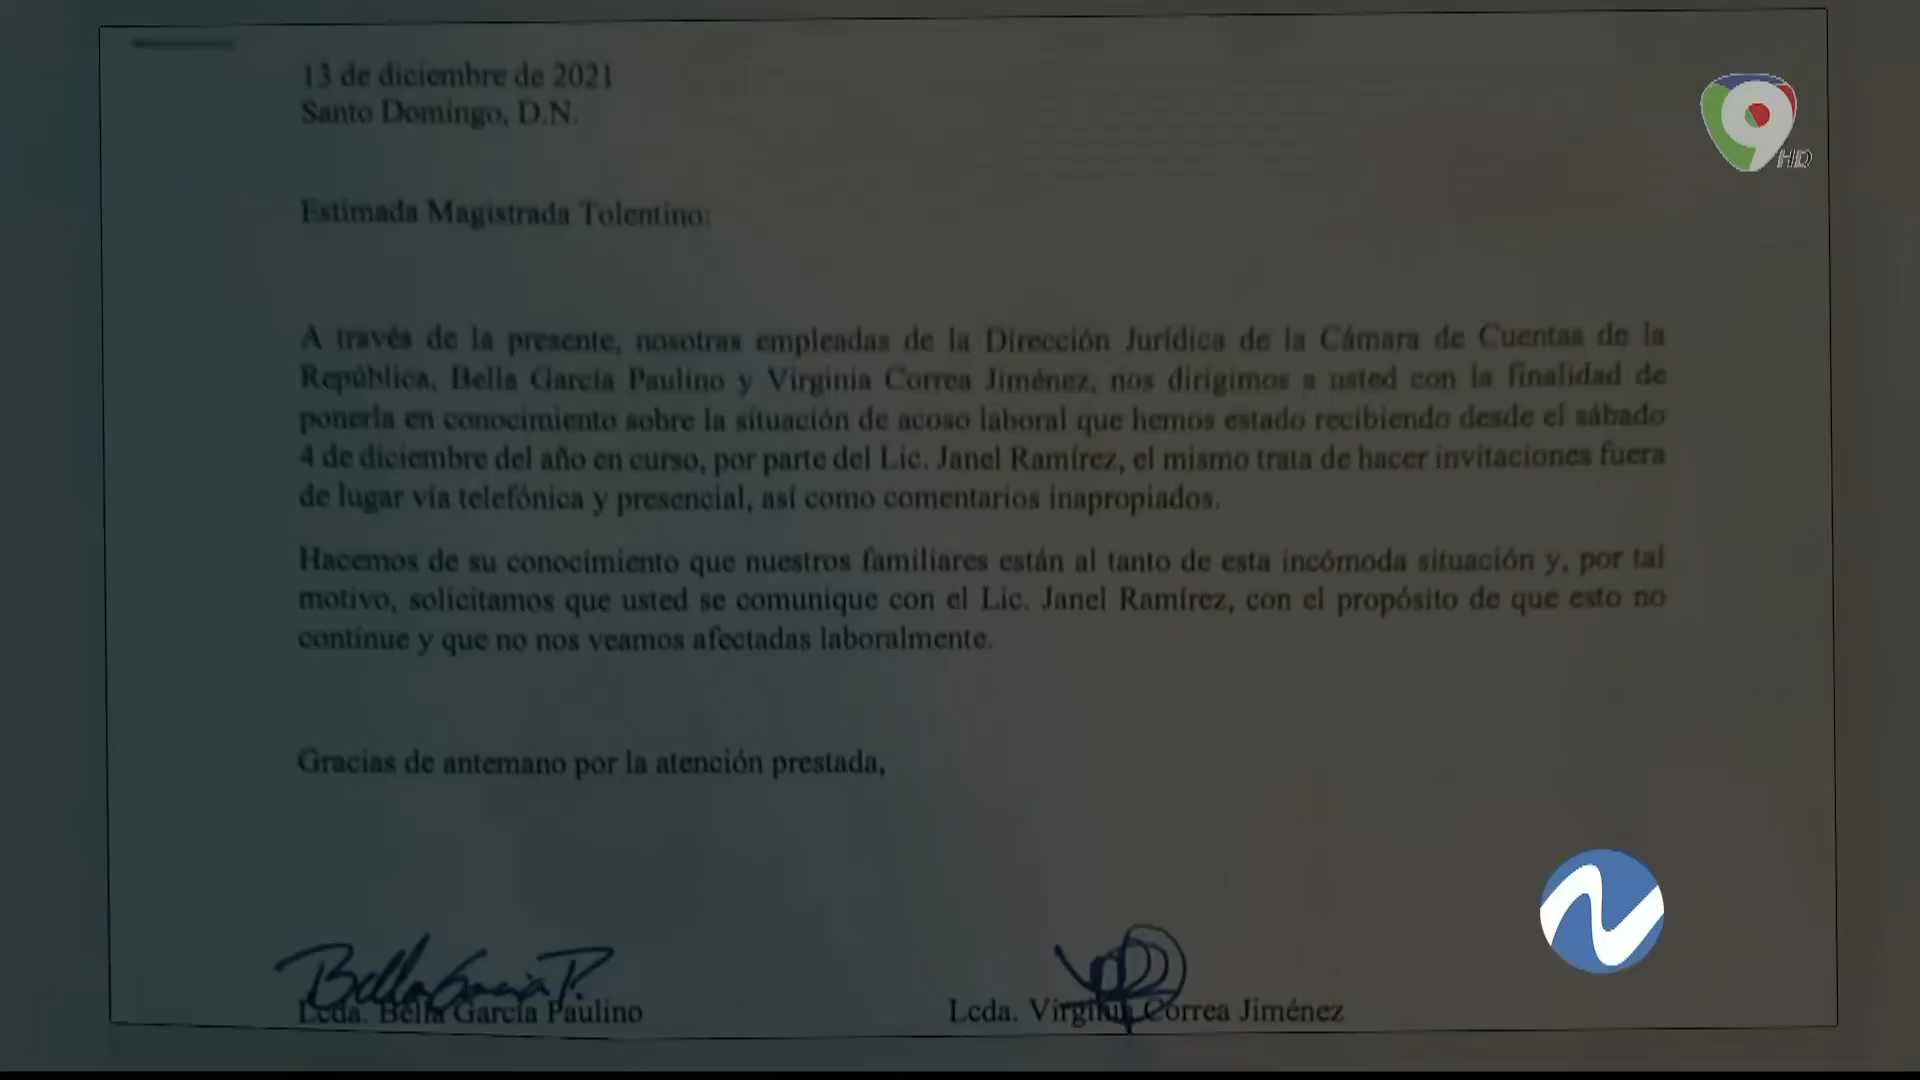 13 de diciembre de 2021
Santo Domingo, D.N.
Estimada Magistrada Tolentino:
A través de la presente, nosotras empleadas de la Dirección Jurídica de la Cámara de Cuentas de la
República, Bella García Paulino y Virginia Correa Jiménez, nos dirigimos a usted con la finalidad de
ponerla en conocimiento sobre la situación de acoso laboral que hemos estado recibiendo desde el sábado
4 de diciembre del año en curso, por parte del Lic. Janel Ramírez, el mismo trata de hacer invitaciones fuera
de lugar vía telefónica y presencial, así como comentarios inapropiados.
Hacemos de su conocimiento que nuestros familiares están al tanto de esta incómoda situación y, por tal
motivo, solicitamos que usted se comunique con el Lic. Janel Ramírez, con el propósito de que esto no
continue y que no nos veamos afectadas laboralmente.
Gracias de antemano por la atención prestada,
Bella García P.
Lcda. Bella García Paulino
Lcda. Virginia Correa Jiménez
9 HD